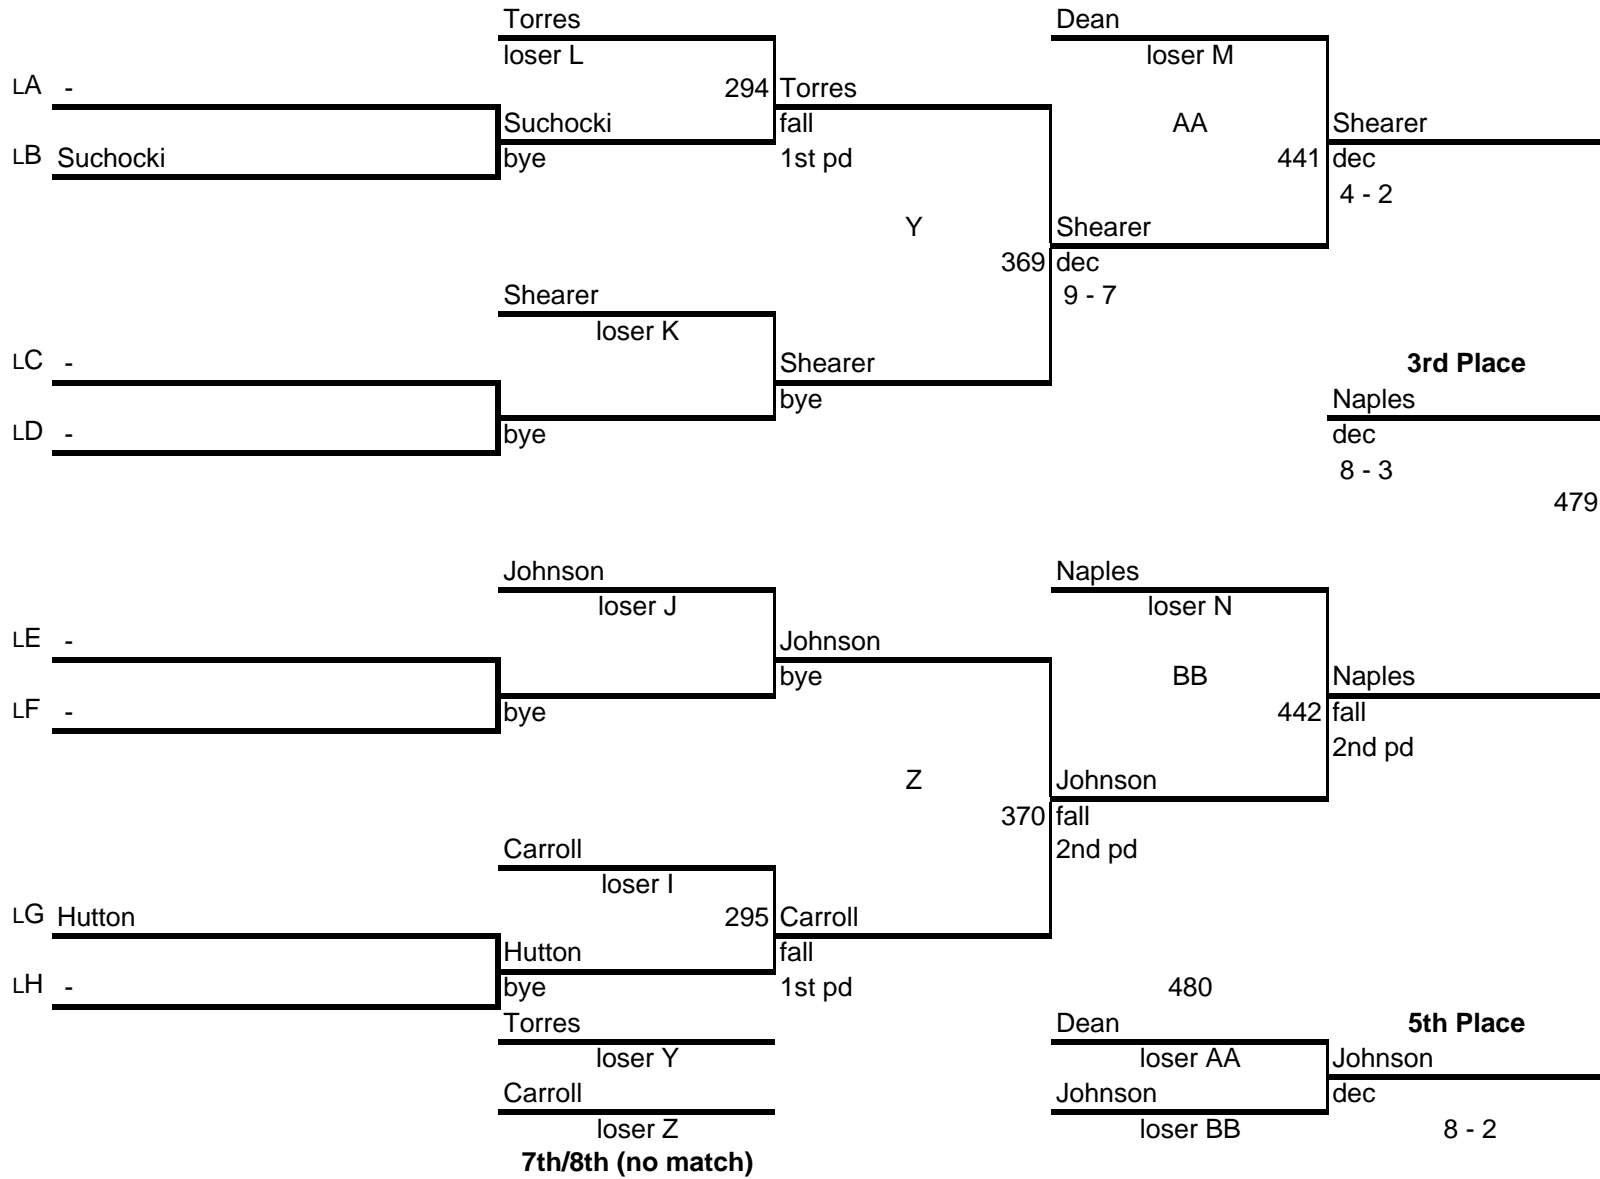 Torres
Dean
loser L
loser M
LA -
294 Torres
Suchocki
fall
AA
Shearer
LB Suchocki
bye
1st pd
441 dec
4 - 2
Y
Shearer
369 dec
Shearer
9 - 7
loser K
LC -
Shearer
3rd Place
bye
Naples
LD -
bye
dec
8 - 3
479
Johnson
Naples
loser J
loser N
LE -
Johnson
bye
BB
Naples
LF -
bye
442 fall
2nd pd
Z
Johnson
370 fall
Carroll
2nd pd
loser I
LG Hutton
295 Carroll
Hutton
fall
LH -
bye
1st pd
480
Torres
Dean
5th Place
loser Y
loser AA
Johnson
Carroll
Johnson
dec
loser Z
loser BB
8 - 2
7th/8th (no match)